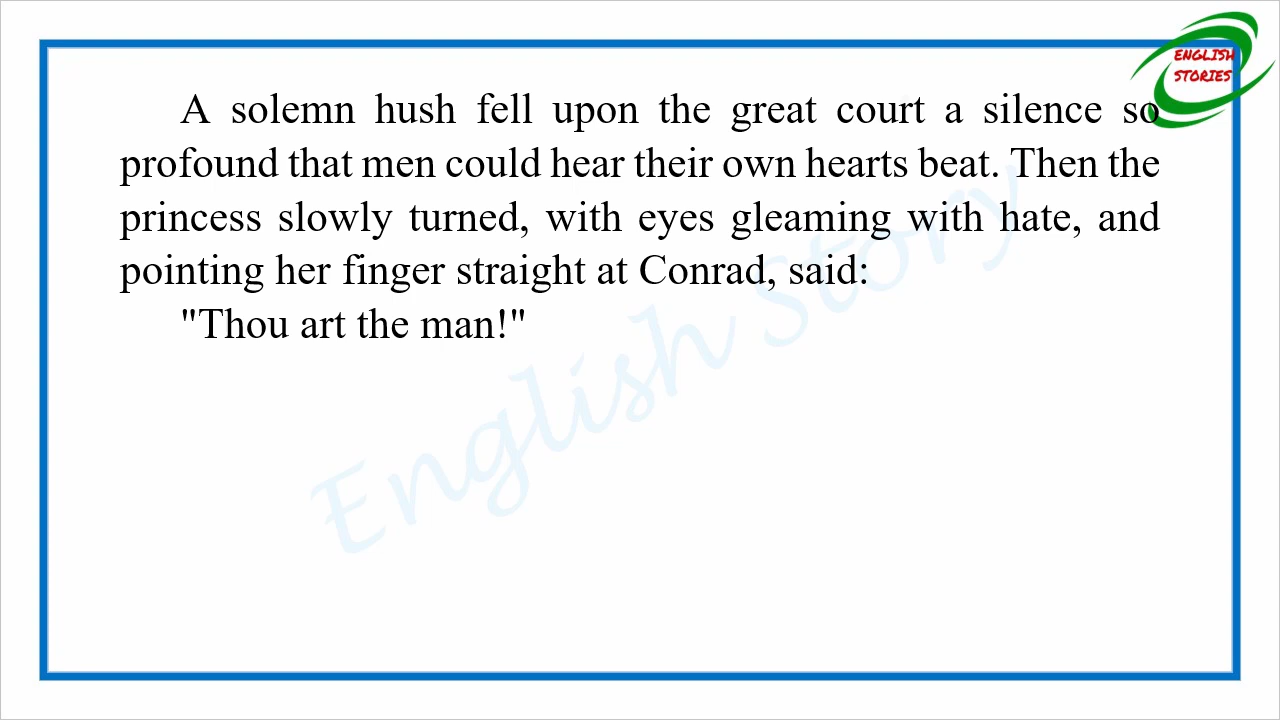 ENGLISH
STORIES
A solemn hush fell upon the great court a silence so
profound that men could hear their own hearts beat. Then the
princess slowly turned, with eyes gleaming with hate, and
pointing her finger straight at Conrad, said:
"Thou art the man!"
English Story